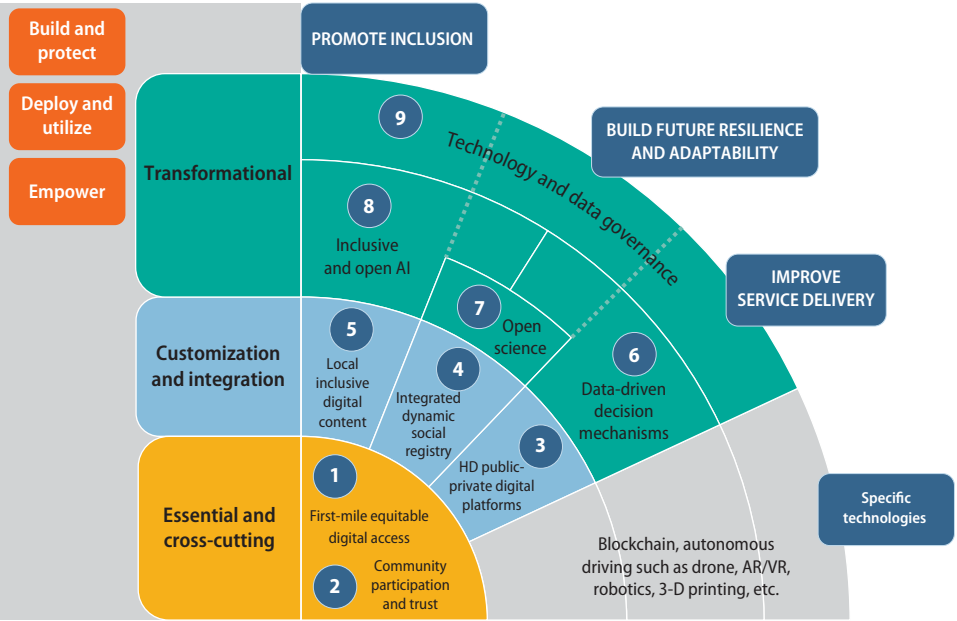 Build and
protect
Deploy and
utilize
Empower
PROMOTE INCLUSION
BUILD FUTURE RESILIENCE
AND ADAPTABILITY
IMPROVE
SERVICE DELIVERY
Specific
technologies
Transformational
9
Technology and data governance
8
Inclusive
and open AI
7
Open
science
6
Data-driven
decision
mechanisms
Customization
and integration
5
Local
inclusive
digital
content
4
Integrated
dynamic
social
registry
3
HD public-
private digital
platforms
Essential and
cross-cutting
1
First-mile equitable
digital access
2
Community
participation
and trust
Blockchain, autonomous
driving such as drone, AR/VR,
robotics, 3-D printing, etc.